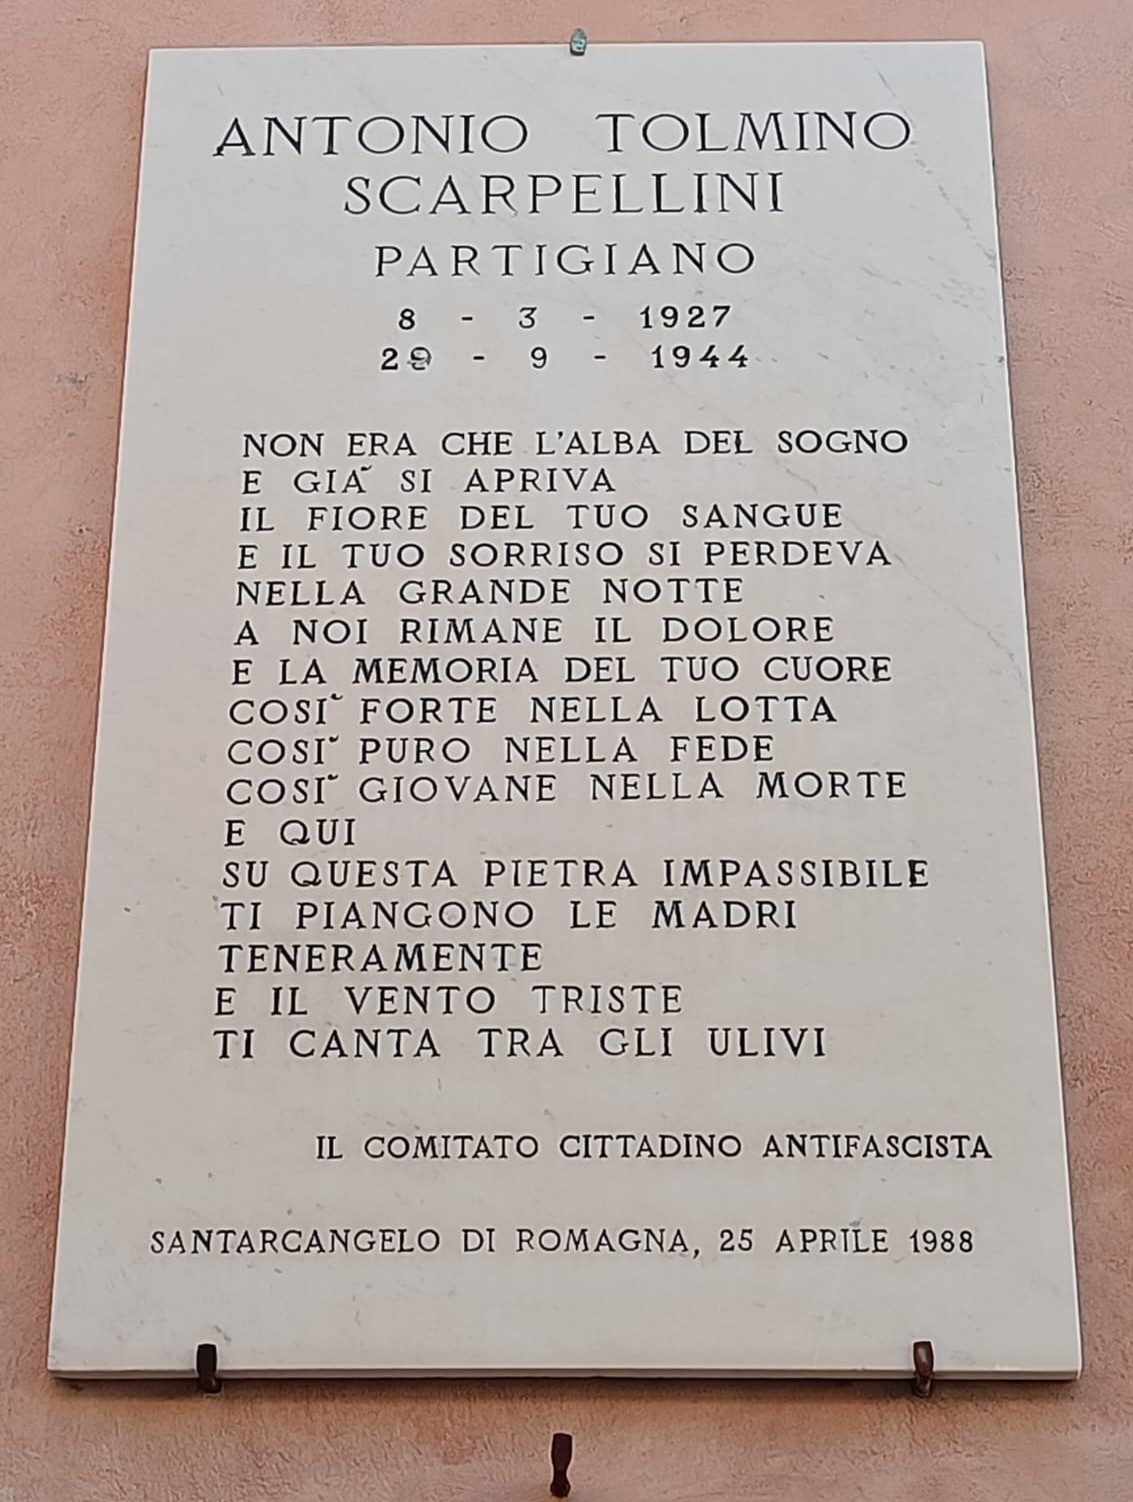 ANTONIO TOLMINO
SCARPELLINI
PARTIGIANO
8 - 3 - 1927
29 - 9 - 1944
NON ERA CHE L'ALBA DEL SOGNO
E GIÀ SI APRIVA
IL FIORE DEL TUO SANGUE
E IL TUO SORRISO SI PERDEVA
NELLA GRANDE NOTTE
A NOI RIMANE IL DOLORE
E LA MEMORIA DEL TUO CUORE
COSÌ FORTE NELLA LOTTA
COSÌ PURO NELLA FEDE
COSÌ GIOVANE NELLA MORTE
E QUI
SU QUESTA PIETRA IMPASSIBILE
TI PIANGONO LE MADRI
TENERAMENTE
E IL VENTO TRISTE
TI CANTA TRA GLI ULIVI
IL COMITATO CITTADINO ANTIFASCISTA
SANTARCANGELO DI ROMAGNA, 25 APRILE 1988